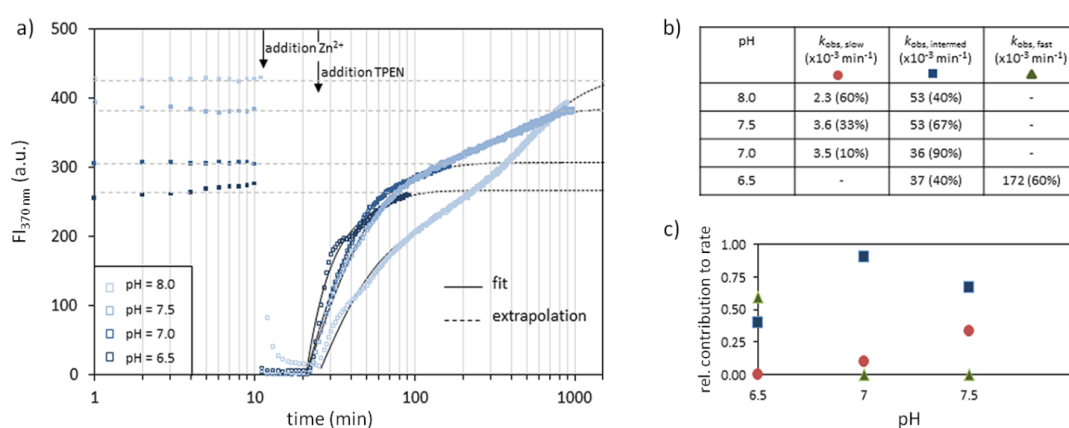 a)
500
400
300
200
100
0
FI370 nm (a.u.)
addition Zn2+
addition TPEN
pH = 8.0
pH = 7.5
pH = 7.0
pH = 6.5
fit
extrapolation
1
10
100
1000
time (min)
b)
pH kobs, slow kobs, intermed kobs, fast
(x10-3 min-1) (x10-3 min-1) (x10-3 min-1)
8.0 2.3 (60%) 53 (40%) -
7.5 3.6 (33%) 53 (67%) -
7.0 3.5 (10%) 36 (90%) -
6.5 - 37 (40%) 172 (60%)
c)
rel. contribution to rate
1.00
0.75
0.50
0.25
0.00
6.5
7
7.5
pH